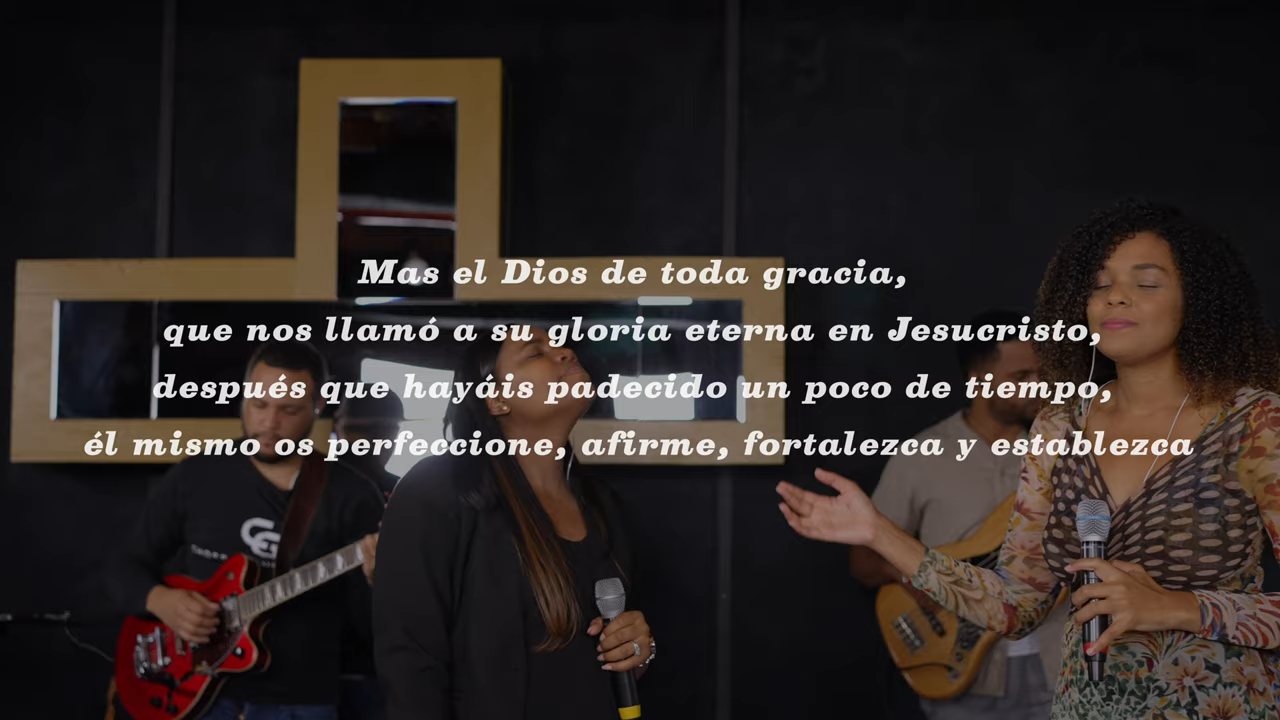 Mas el Dios de toda gracia,
que nos llamó a su gloria eterna en Jesucristo,
después que hayáis padecido un poco de tiempo,
él mismo os perfeccione, afirme, fortalezca y establezca